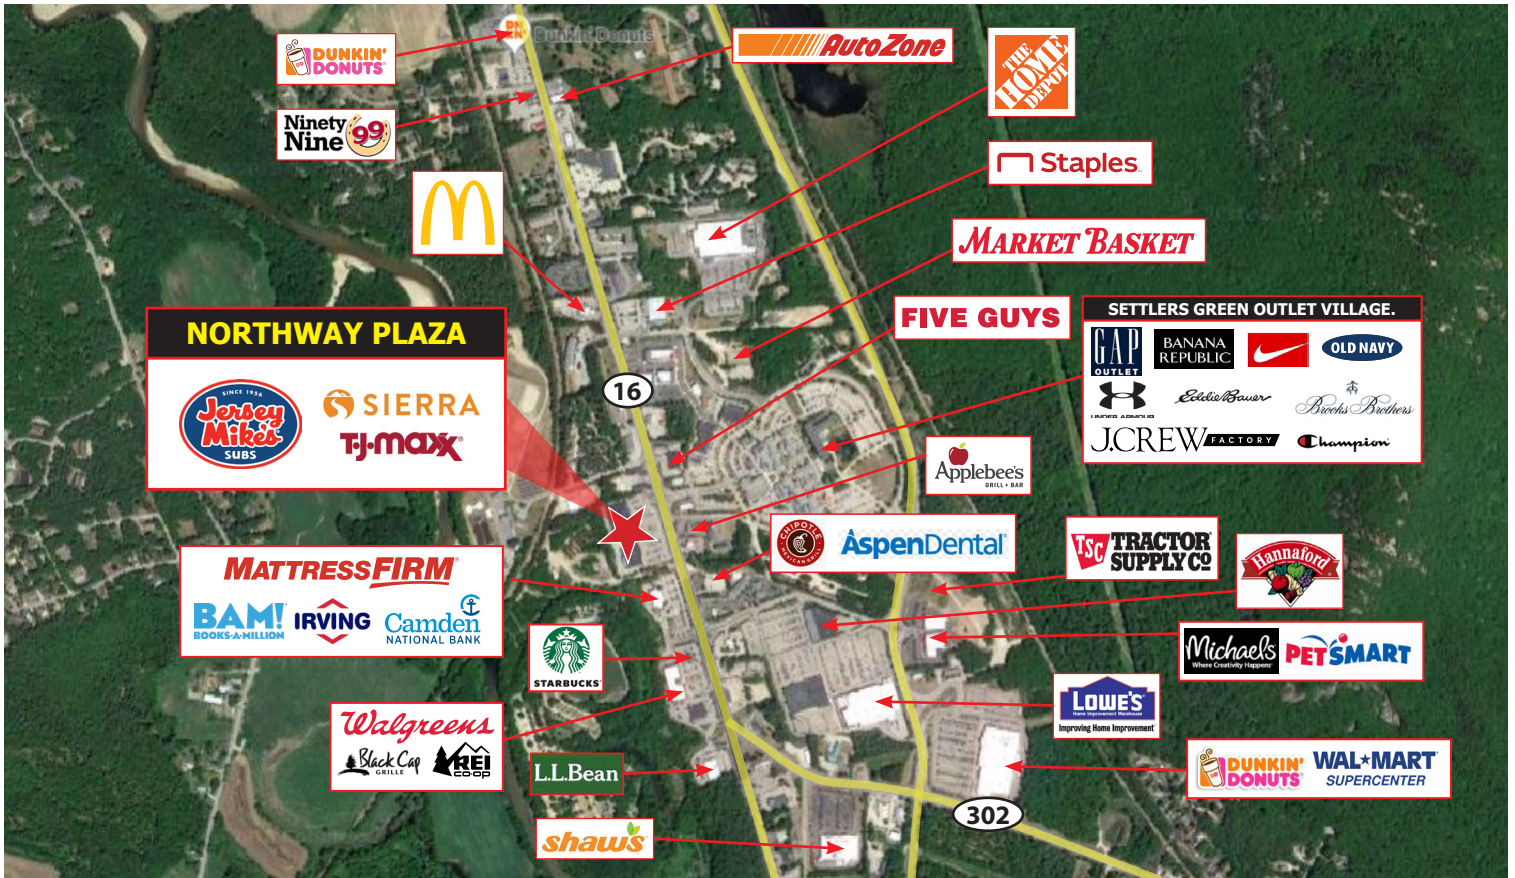 DUNKIN'
DONUTS
DN
KN'
Dunkin' Donuts
AutoZone
THE
HOME
DEPOT
Ninety
Nine 99
Staples
MARKET BASKET
FIVE GUYS
SETTLERS GREEN OUTLET VILLAGE.
GAP
OUTLET
BANANA
REPUBLIC
OLD NAVY
UNDER ARMOUR
Eddie Bauer
Brooks Brothers
J.CREW FACTORY
Champion
NORTHWAY PLAZA
SINCE 1956
Jersey
Mike's
SUBS
SIERRA
T·J·maxx
16
Applebee's
GRILL + BAR
CHIPOTLE
MEXICAN GRILL
AspenDental
TSC TRACTOR
SUPPLY CO
Hannaford
MATTRESSFIRM
BAM!
BOOKS·A·MILLION
IRVING
Camden
NATIONAL BANK
STARBUCKS
Michaels
Where Creativity Happens
PETSMART
LOWE'S
Home Improvement Warehouse
Improving Home Improvement
Walgreens
Black Cap
GRILLE
REI
co·op
L.L.Bean
DUNKIN'
DONUTS
WAL★MART
SUPERCENTER
302
shaw's